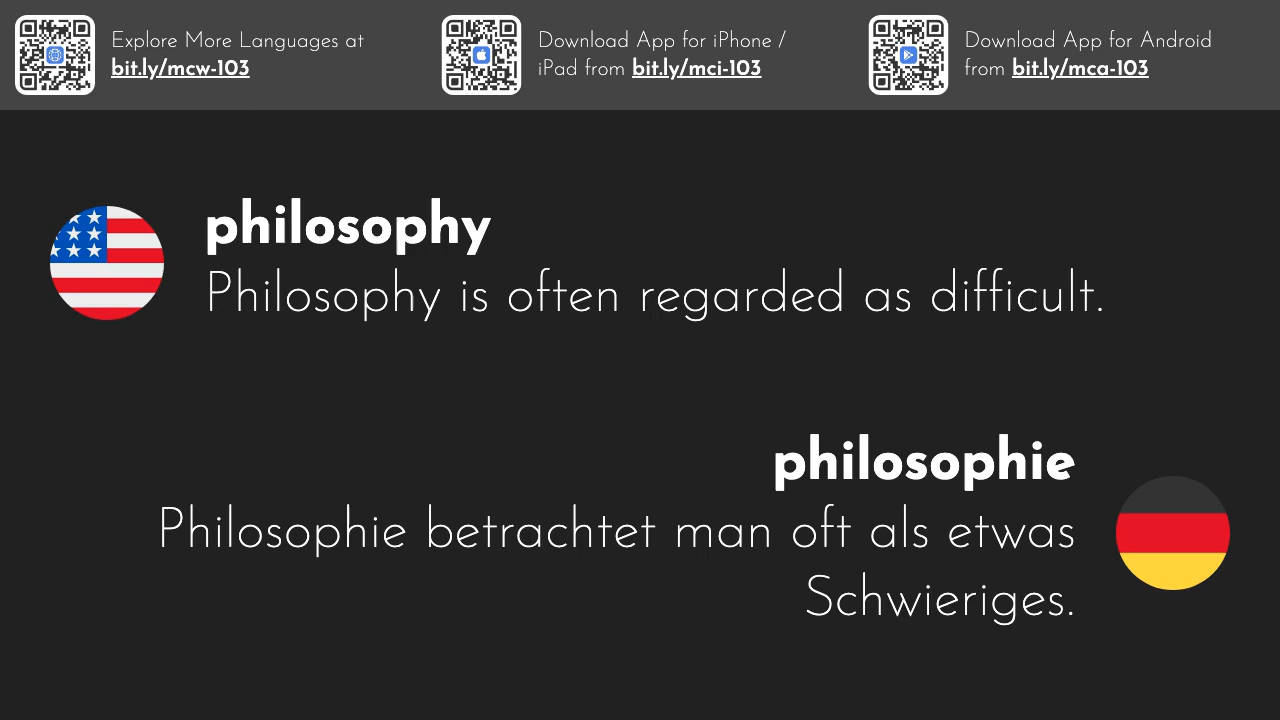 Explore More Languages at
bit.ly/mcw-103
Download App for iPhone /
iPad from bit.ly/mci-103
Download App for Android
from bit.ly/mca-103
philosophy
Philosophy is often regarded as difficult.
philosophie
Philosophie betrachtet man oft als etwas
Schwieriges.